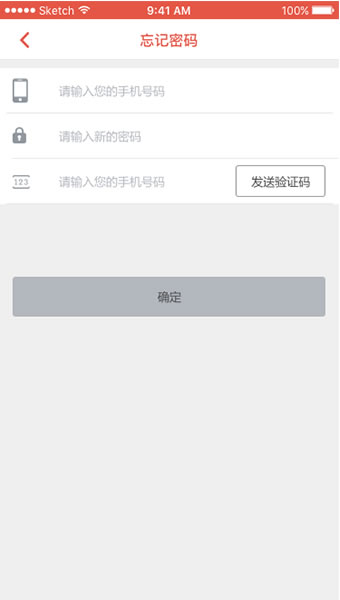 Sketch 9:41 AM 100%
忘记密码
请输入您的手机号码
请输入新的密码
123 请输入您的手机号码 发送验证码
确定